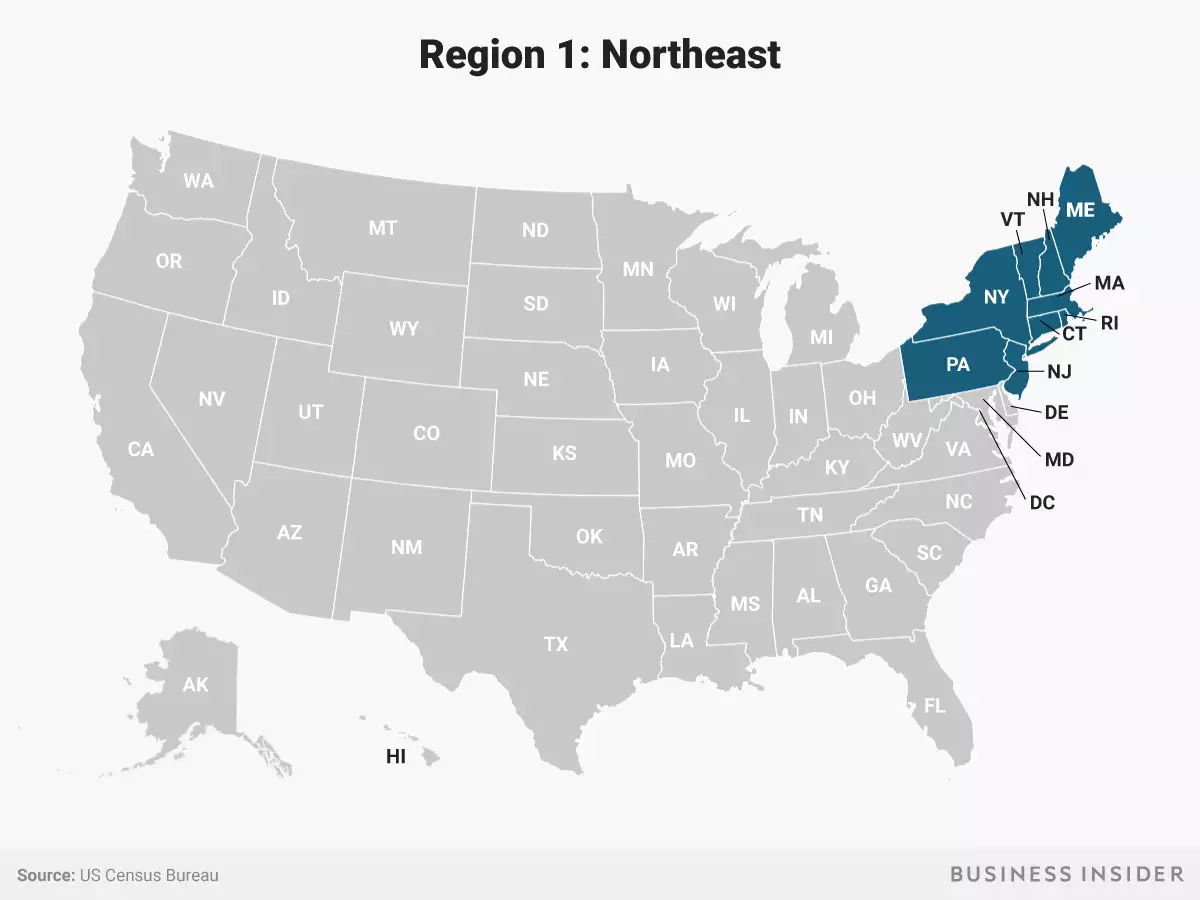 Region 1: Northeast
WA
MT
ND
MN
OR
ID
SD
WI
WY
MI
NH
VT
ME
NY
MA
RI
CT
PA
NJ
NE
IA
NV
UT
CO
IL
IN
OH
DE
CA
KS
MO
KY
WV
VA
MD
DC
AZ
NM
OK
AR
TN
NC
SC
MS
AL
GA
TX
LA
AK
FL
HI
Source: US Census Bureau
BUSINESS INSIDER